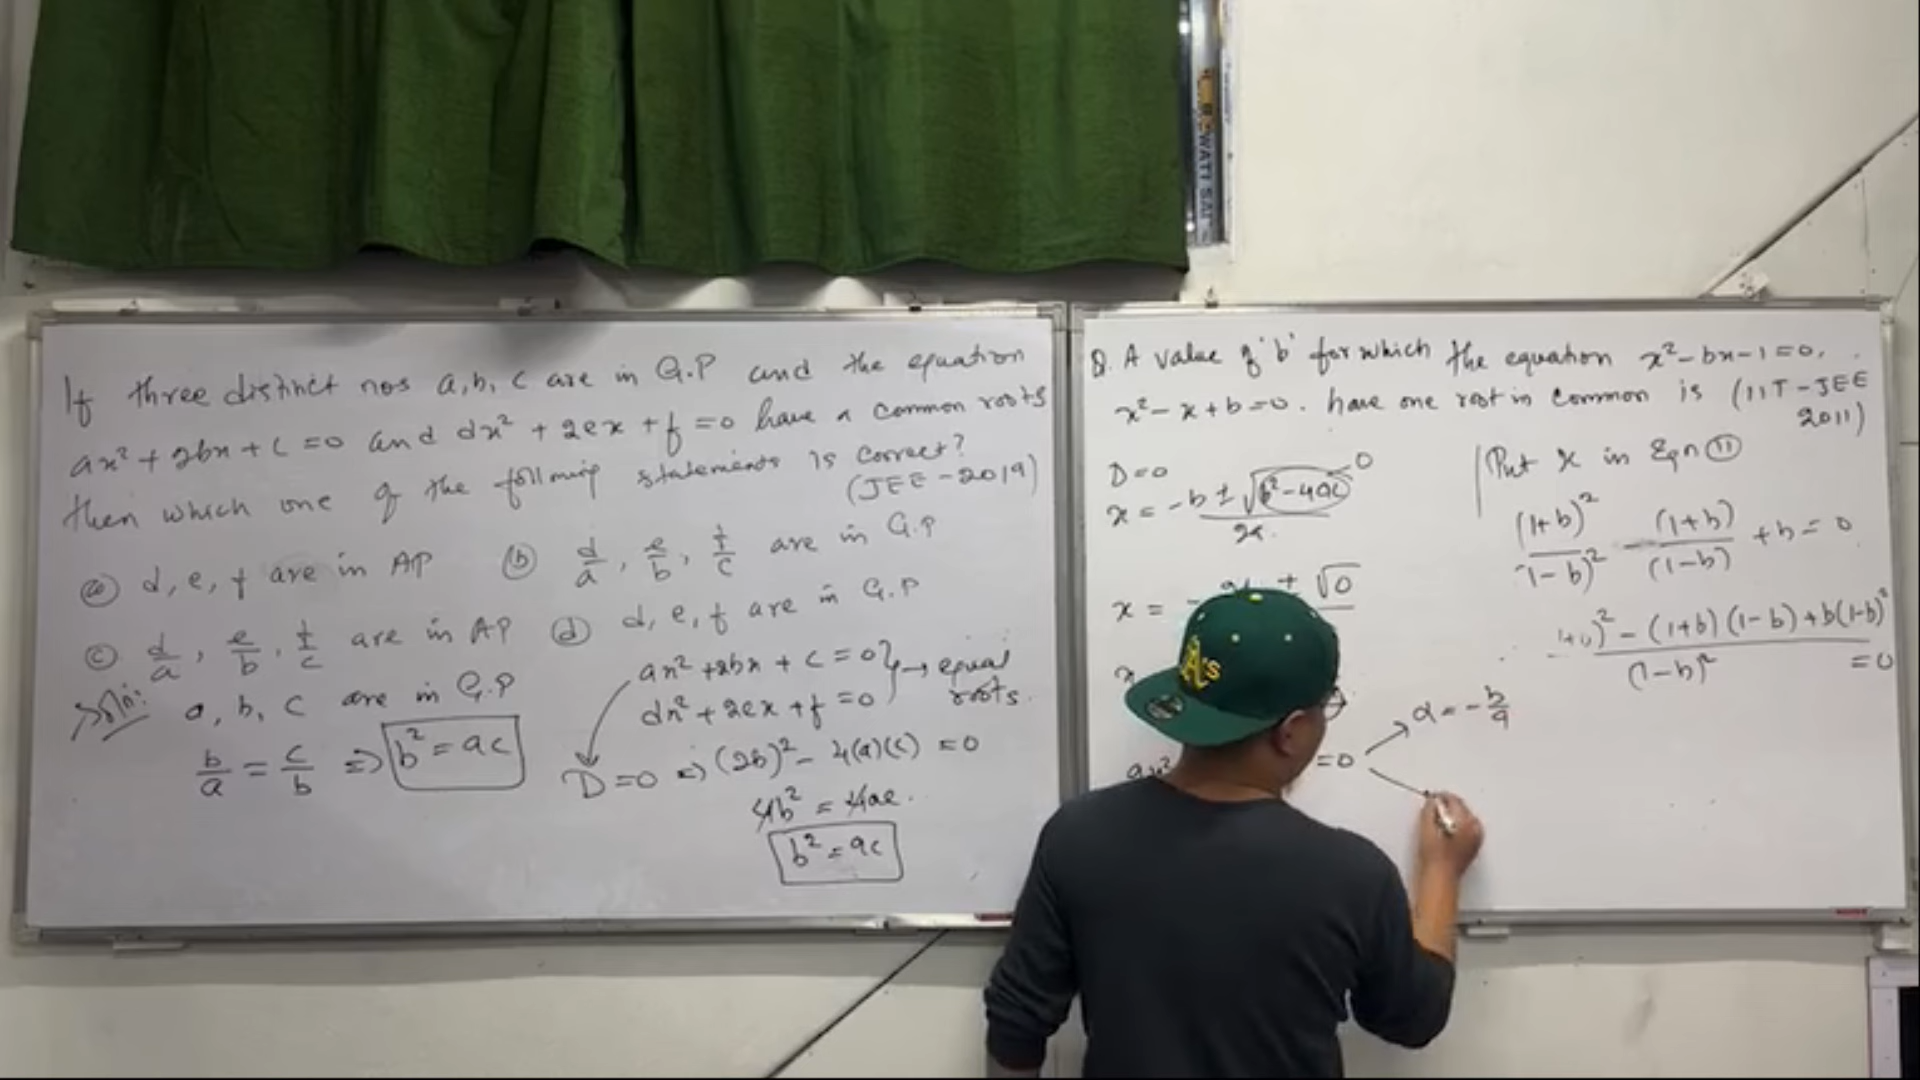 If three distinct nos a, b, c are in G.P and the equation
ax² + 2bx + c = 0 and dx² + 2ex + f = 0 have a common roots
then which one of the following statements is correct?
(JEE - 2019)
(a) d, e, f are in AP (b) d/a, e/b, f/c are in G.P
(c) d/a, e/b, f/c are in AP (d) d, e, f are in G.P
Soln: a, b, c are in G.P
b/a = c/b => b² = ac
ax² + 2bx + c = 0
dx² + 2ex + f = 0 } → equal roots.
D = 0 => (2b)² - 4(a)(c) = 0
4b² = 4ac.
b² = ac
Q. A value of 'b' for which the equation x² - bx - 1 = 0,
x² - x + b = 0. have one root in common is (IIT - JEE
2011)
D = 0
x = -b ± √(b² - 4ac) 0
x = ± √0
ax² = 0
α = -b/a
Put x in Eqn (II)
(1+b)²/(1-b)² - (1+b)/(1-b) + b = 0
² - (1+b)(1-b) + b(1-b)²
(1-b)² = 0
A's